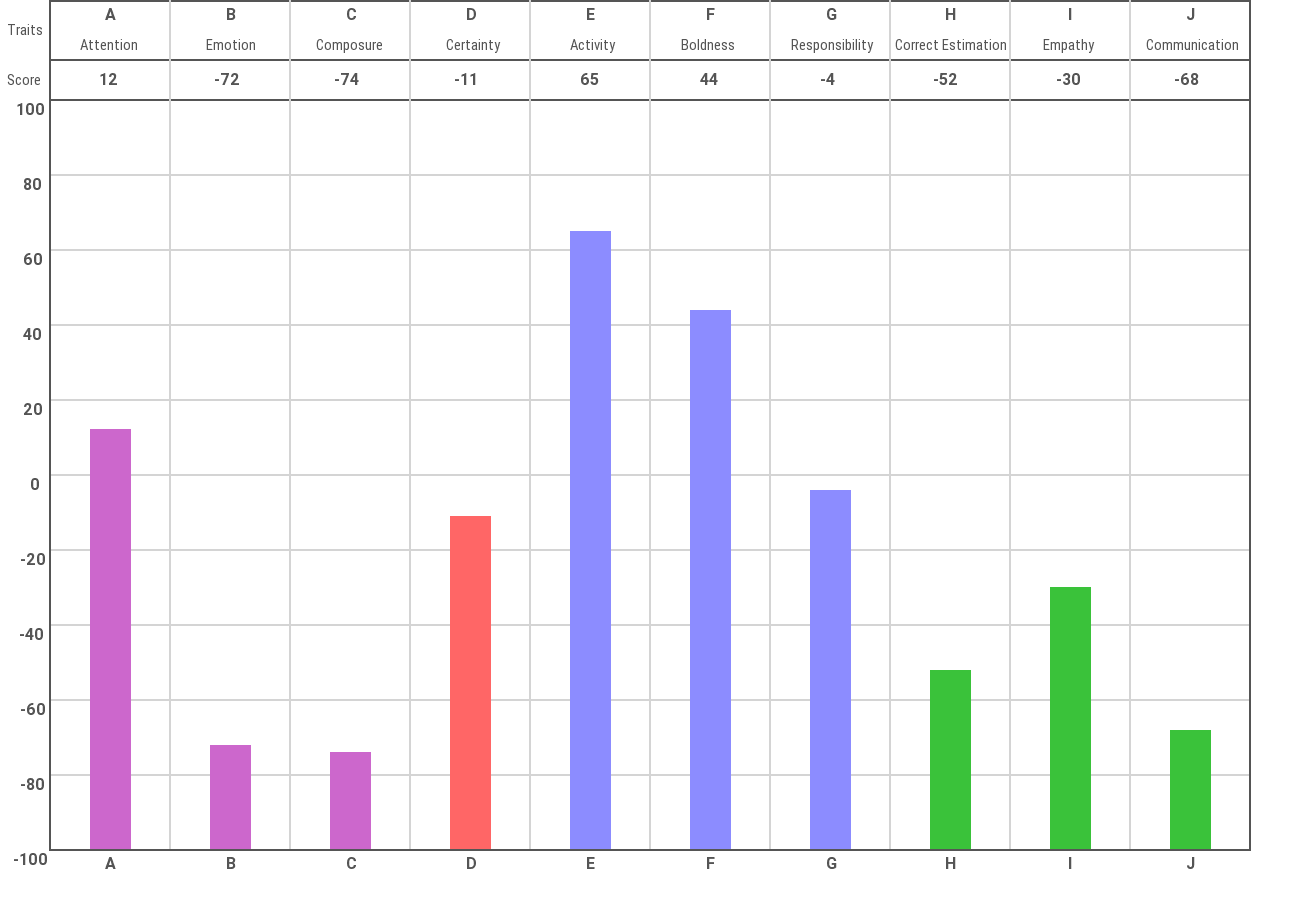 A B C D E F G H I J
Traits Attention Emotion Composure Certainty Activity Boldness Responsibility Correct Estimation Empathy Communication
Score 12 -72 -74 -11 65 44 -4 -52 -30 -68
100
80
60
40
20
0
-20
-40
-60
-80
-100
A B C D E F G H I J